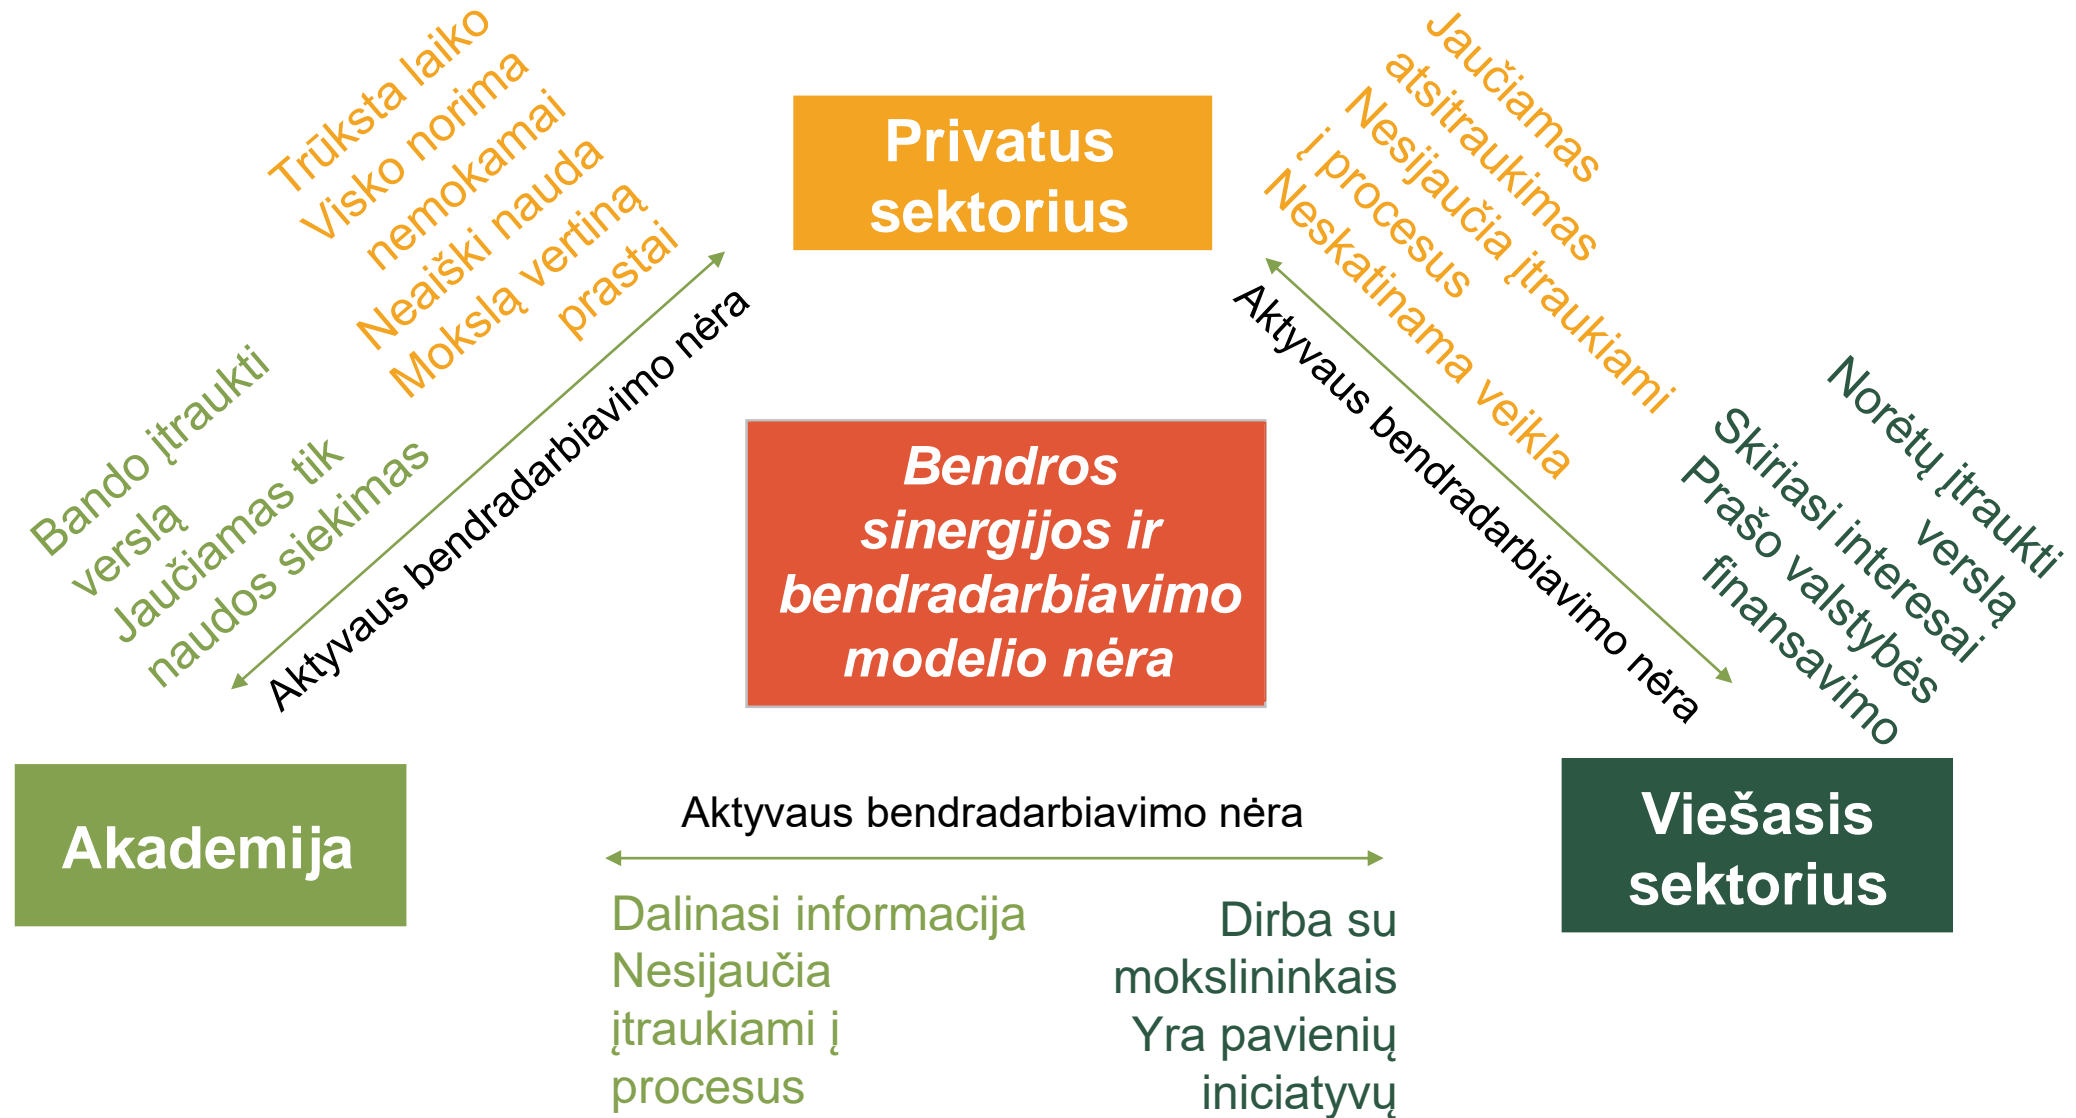 Trūksta laiko
Visko norima
nemokamai
Neaiški nauda
Mokslą vertiną
prastai
Privatus
sektorius
Jaučiamas
atsitraukimas
Nesijaučia įtraukiami
į procesus
Neskatinama veikla
Bando įtraukti
verslą
Jaučiamas tik
naudos siekimas
Aktyvaus bendradarbiavimo nėra
Bendros
sinergijos ir
bendradarbiavimo
modelio nėra
Aktyvaus bendradarbiavimo nėra
Norėtų įtraukti
verslą
Skiriasi interesai
Prašo valstybės
finansavimo
Akademija
Aktyvaus bendradarbiavimo nėra
Viešasis
sektorius
Dalinasi informacija
Nesijaučia
įtraukiami į
procesus
Dirba su
mokslininkais
Yra pavienių
iniciatyvų